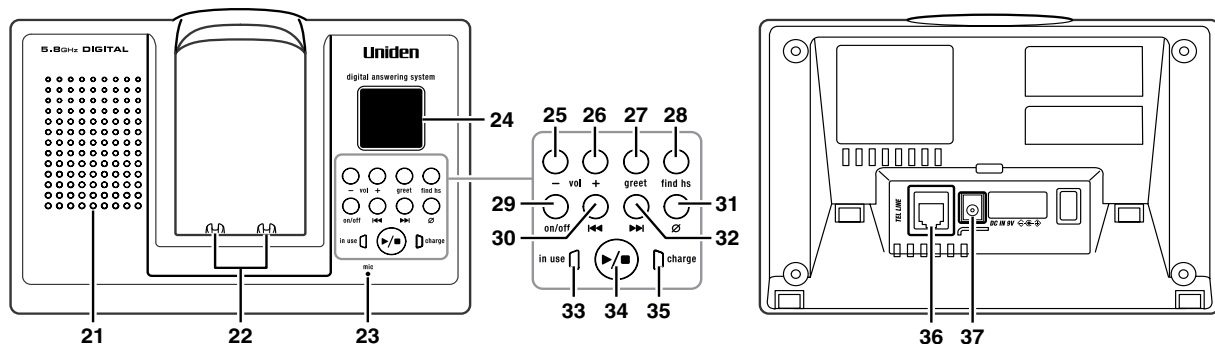 5.8GHz DIGITAL
Uniden
digital answering system
− vol + greet find hs
on/off
in use charge
mic
21
22
23
24
25 26 27 28
− vol + greet find hs
29 31
on/off
30 32
in use charge
33 34 35
TEL LINE
DC IN 9V
36 37